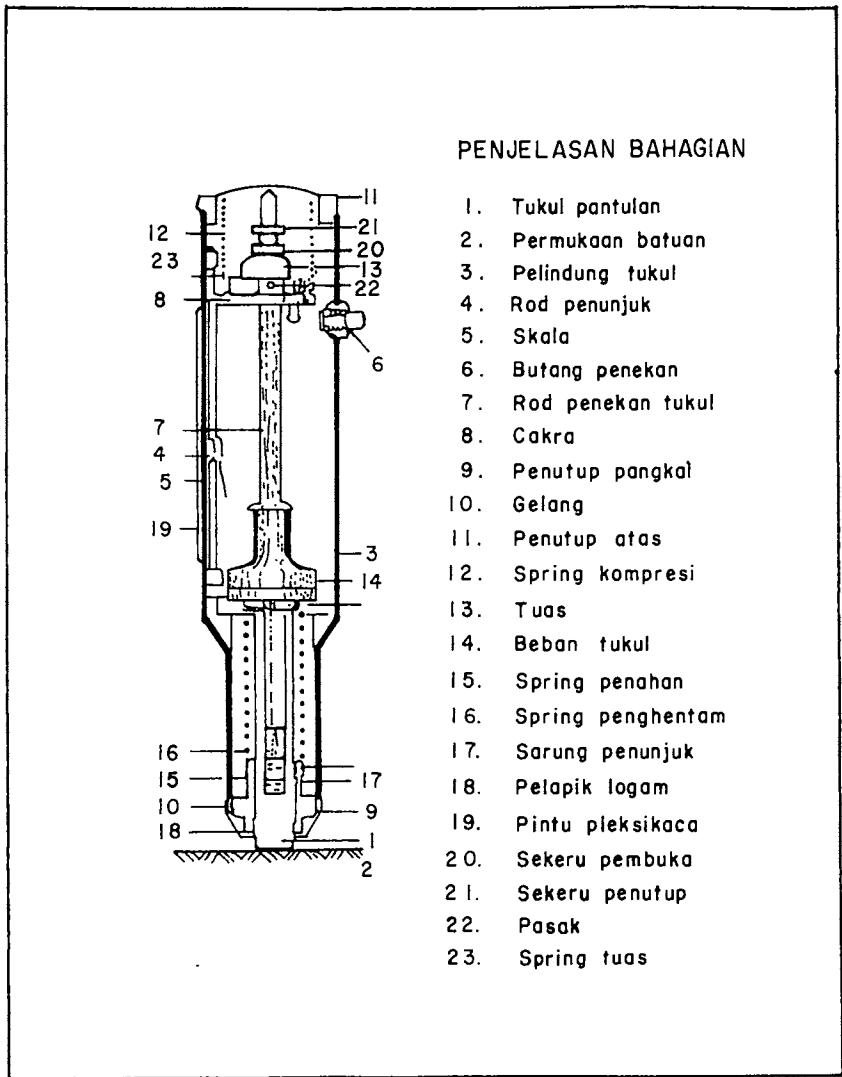 PENJELASAN BAHAGIAN
1. Tukul pantulan
2. Permukaan batuan
3. Pelindung tukul
4. Rod penunjuk
5. Skala
6. Butang penekan
7. Rod penekan tukul
8. Cakra
9. Penutup pangkal
10. Gelang
11. Penutup atas
12. Spring kompresi
13. Tuas
14. Beban tukul
15. Spring penahan
16. Spring penghentam
17. Sarung penunjuk
18. Pelapik logam
19. Pintu pleksikaca
20. Sekeru pembuka
21. Sekeru penutup
22. Pasak
23. Spring tuas
11
21
12
20
23
13
22
8
6
7
4
5
19
3
14
16
15
17
10
9
18
1
2